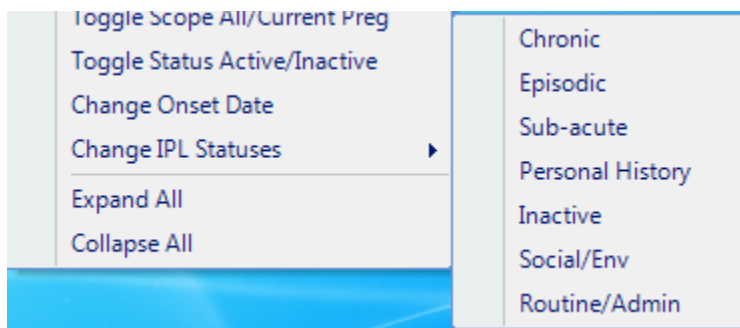 Toggle Scope All/Current Preg
Toggle Status Active/Inactive
Change Onset Date
Change IPL Statuses
Expand All
Collapse All
Chronic
Episodic
Sub-acute
Personal History
Inactive
Social/Env
Routine/Admin